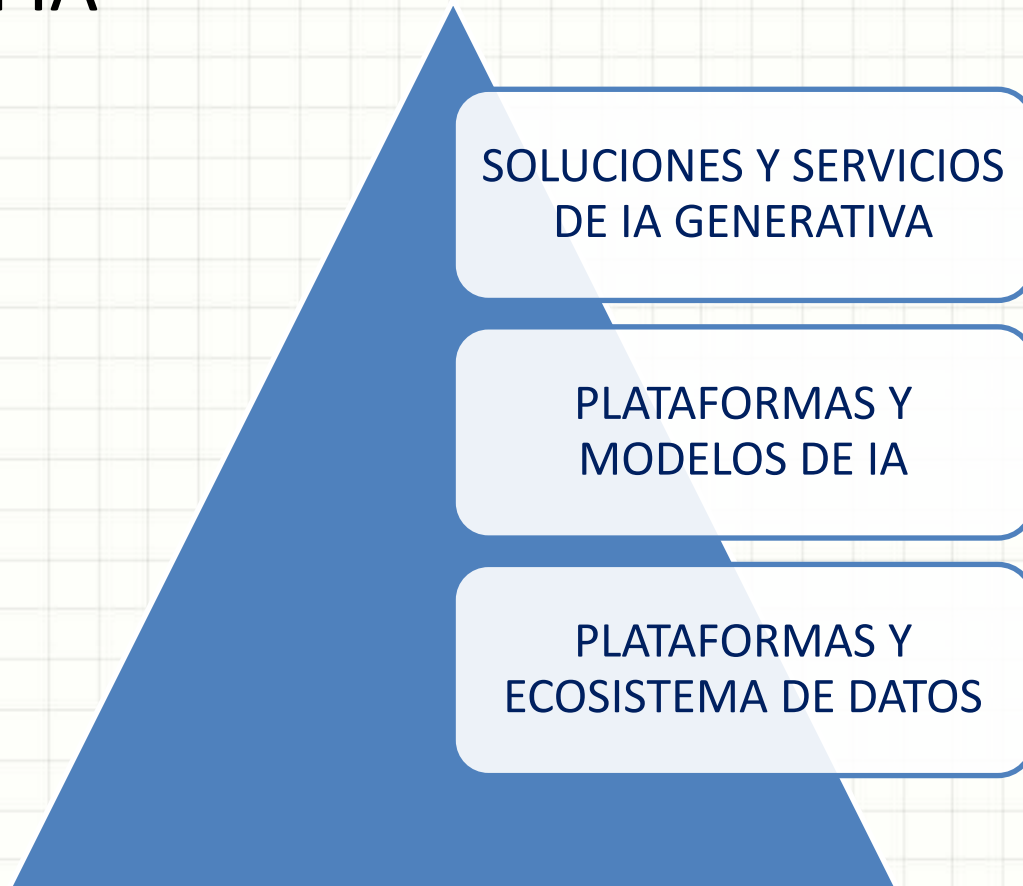 SOLUCIONES Y SERVICIOS
DE IA GENERATIVA
PLATAFORMAS Y
MODELOS DE IA
PLATAFORMAS Y
ECOSISTEMA DE DATOS